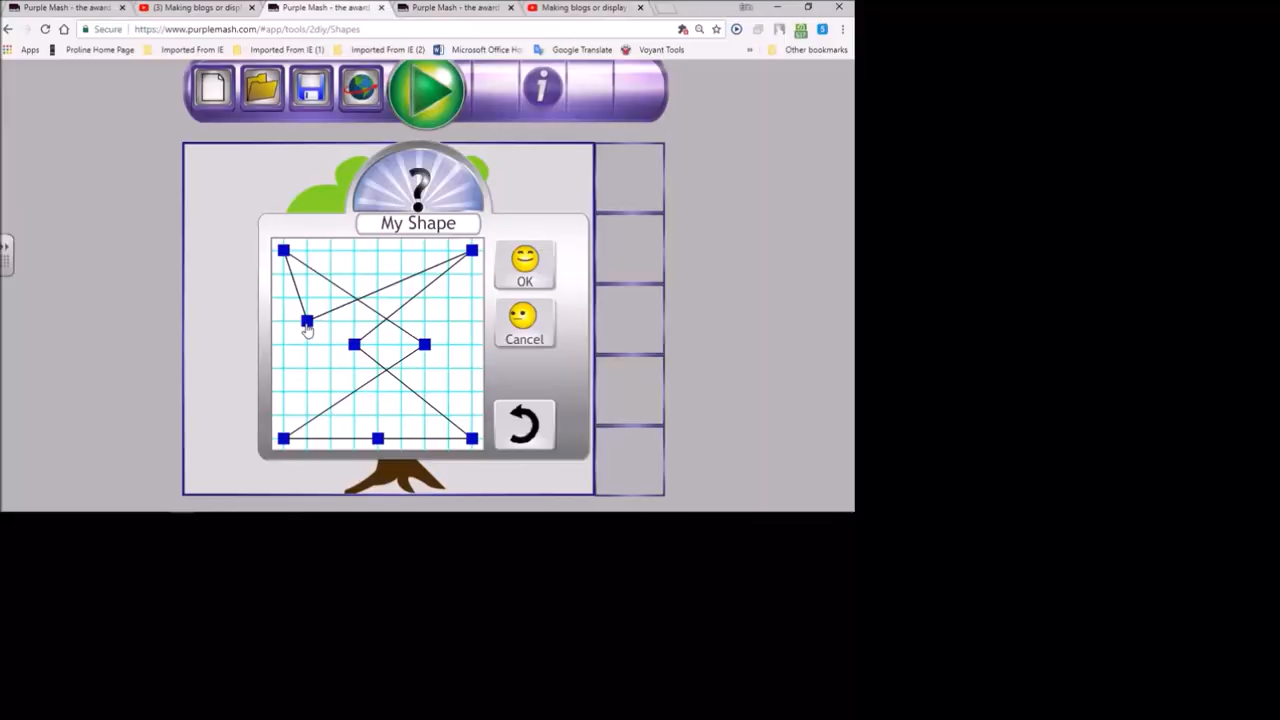 Purple Mash - the award
(3) Making blogs or displ
Purple Mash - the award
Purple Mash - the award
Making blogs or display
Secure
https://www.purplemash.com/#app/tools/2diy/Shapes
Apps
Proline Home Page
Imported From IE
Imported From IE (1)
Imported From IE (2)
Microsoft Office Ho
Google Translate
Voyant Tools
»
Other bookmarks
i
?
My Shape
OK
Cancel